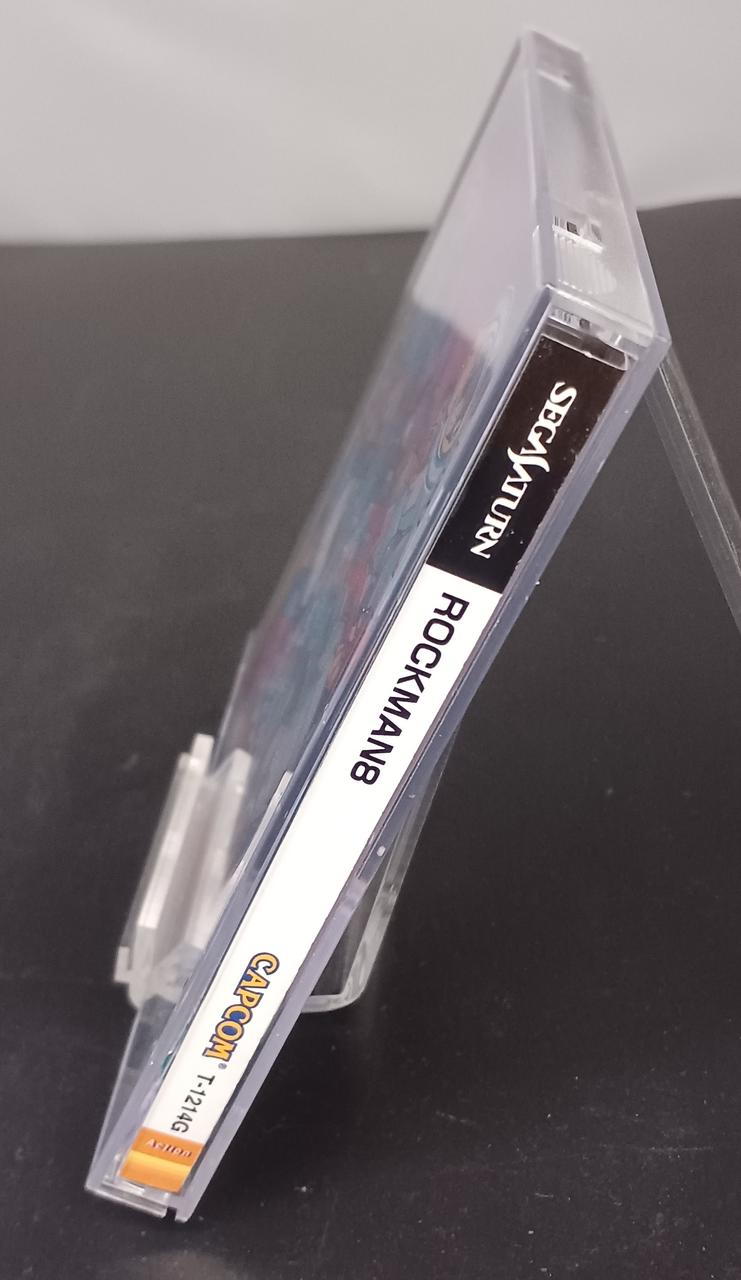 SEGA SATURN
ROCKMAN8
CAPCOM® T-1214G
Action